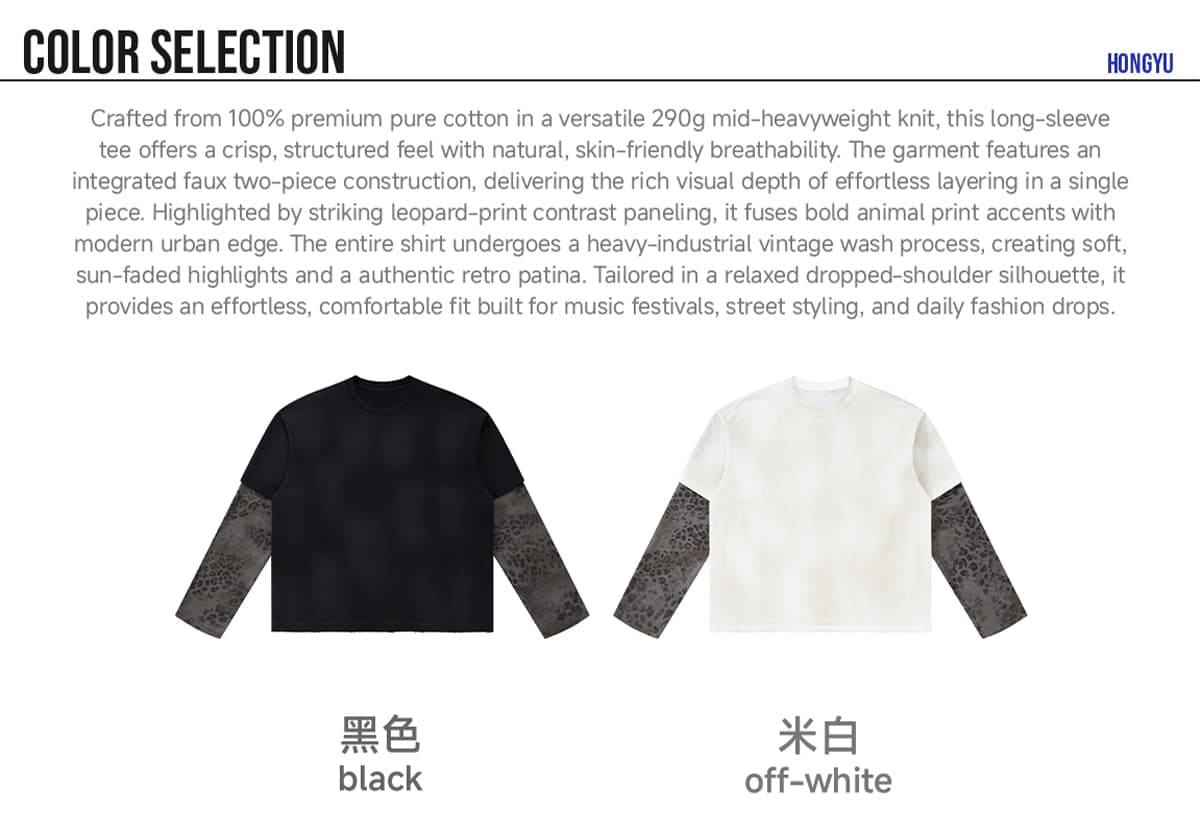 COLOR SELECTION
HONGYU
Crafted from 100% premium pure cotton in a versatile 290g mid-heavyweight knit, this long-sleeve
tee offers a crisp, structured feel with natural, skin-friendly breathability. The garment features an
integrated faux two-piece construction, delivering the rich visual depth of effortless layering in a single
piece. Highlighted by striking leopard-print contrast paneling, it fuses bold animal print accents with
modern urban edge. The entire shirt undergoes a heavy-industrial vintage wash process, creating soft,
sun-faded highlights and a authentic retro patina. Tailored in a relaxed dropped-shoulder silhouette, it
provides an effortless, comfortable fit built for music festivals, street styling, and daily fashion drops.
黑色
black
米白
off-white